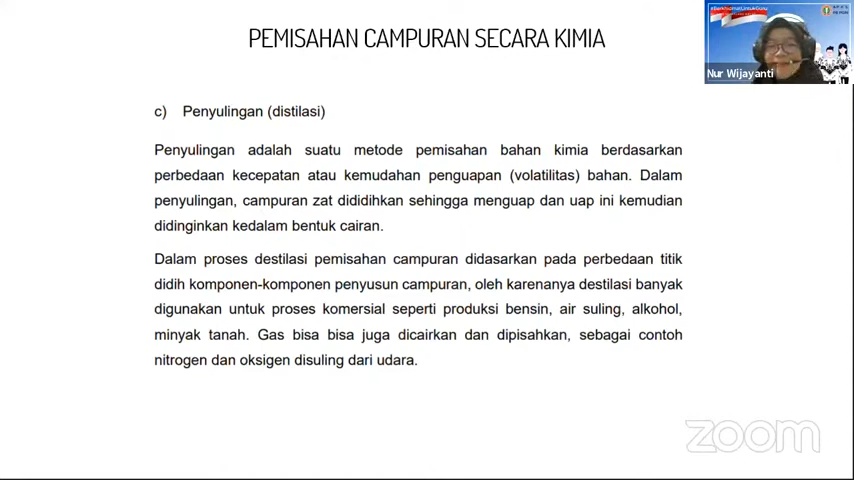 PEMISAHAN CAMPURAN SECARA KIMIA
Nur Wijayanti
c) Penyulingan (distilasi)
Penyulingan adalah suatu metode pemisahan bahan kimia berdasarkan
perbedaan kecepatan atau kemudahan penguapan (volatilitas) bahan. Dalam
penyulingan, campuran zat dididihkan sehingga menguap dan uap ini kemudian
didinginkan kedalam bentuk cairan.
Dalam proses destilasi pemisahan campuran didasarkan pada perbedaan titik
didih komponen-komponen penyusun campuran, oleh karenanya destilasi banyak
digunakan untuk proses komersial seperti produksi bensin, air suling, alkohol,
minyak tanah. Gas bisa bisa juga dicairkan dan dipisahkan, sebagai contoh
nitrogen dan oksigen disuling dari udara.
zoom